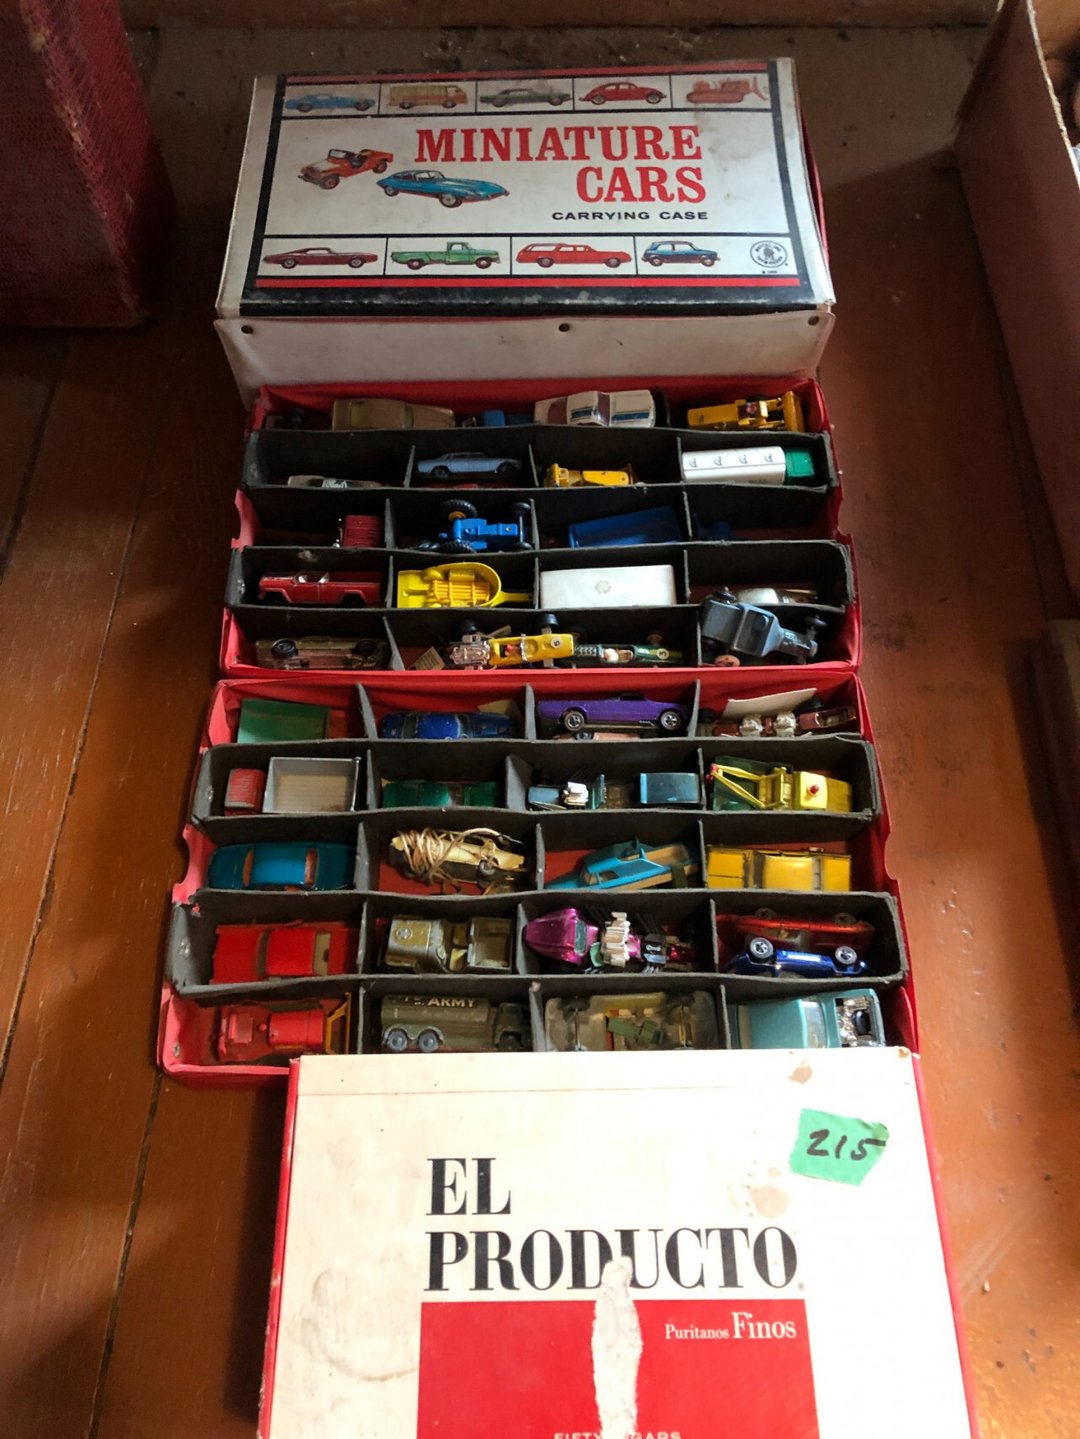 MINIATURE
CARS
CARRYING CASE
ARMY
215
EL
PRODUCTO
Puritanos Finos